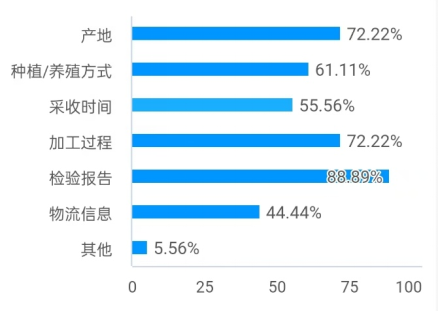 产地 72.22%
种植/养殖方式 61.11%
采收时间 55.56%
加工过程 72.22%
检验报告 88.89%
物流信息 44.44%
其他 5.56%
0 25 50 75 100